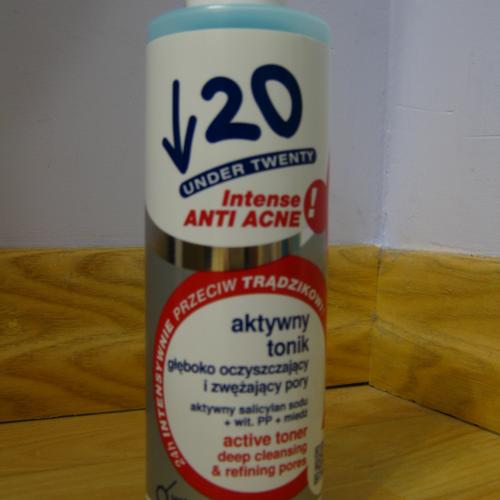 ↓20
UNDER TWENTY
Intense
ANTI ACNE !
24h INTENSYWNIE PRZECIW TRĄDZIKOWI
aktywny
tonik
głęboko oczyszczający
i zwężający pory
aktywny salicylan sodu
+ wit. PP + miedź
active toner
deep cleansing
& refining pores